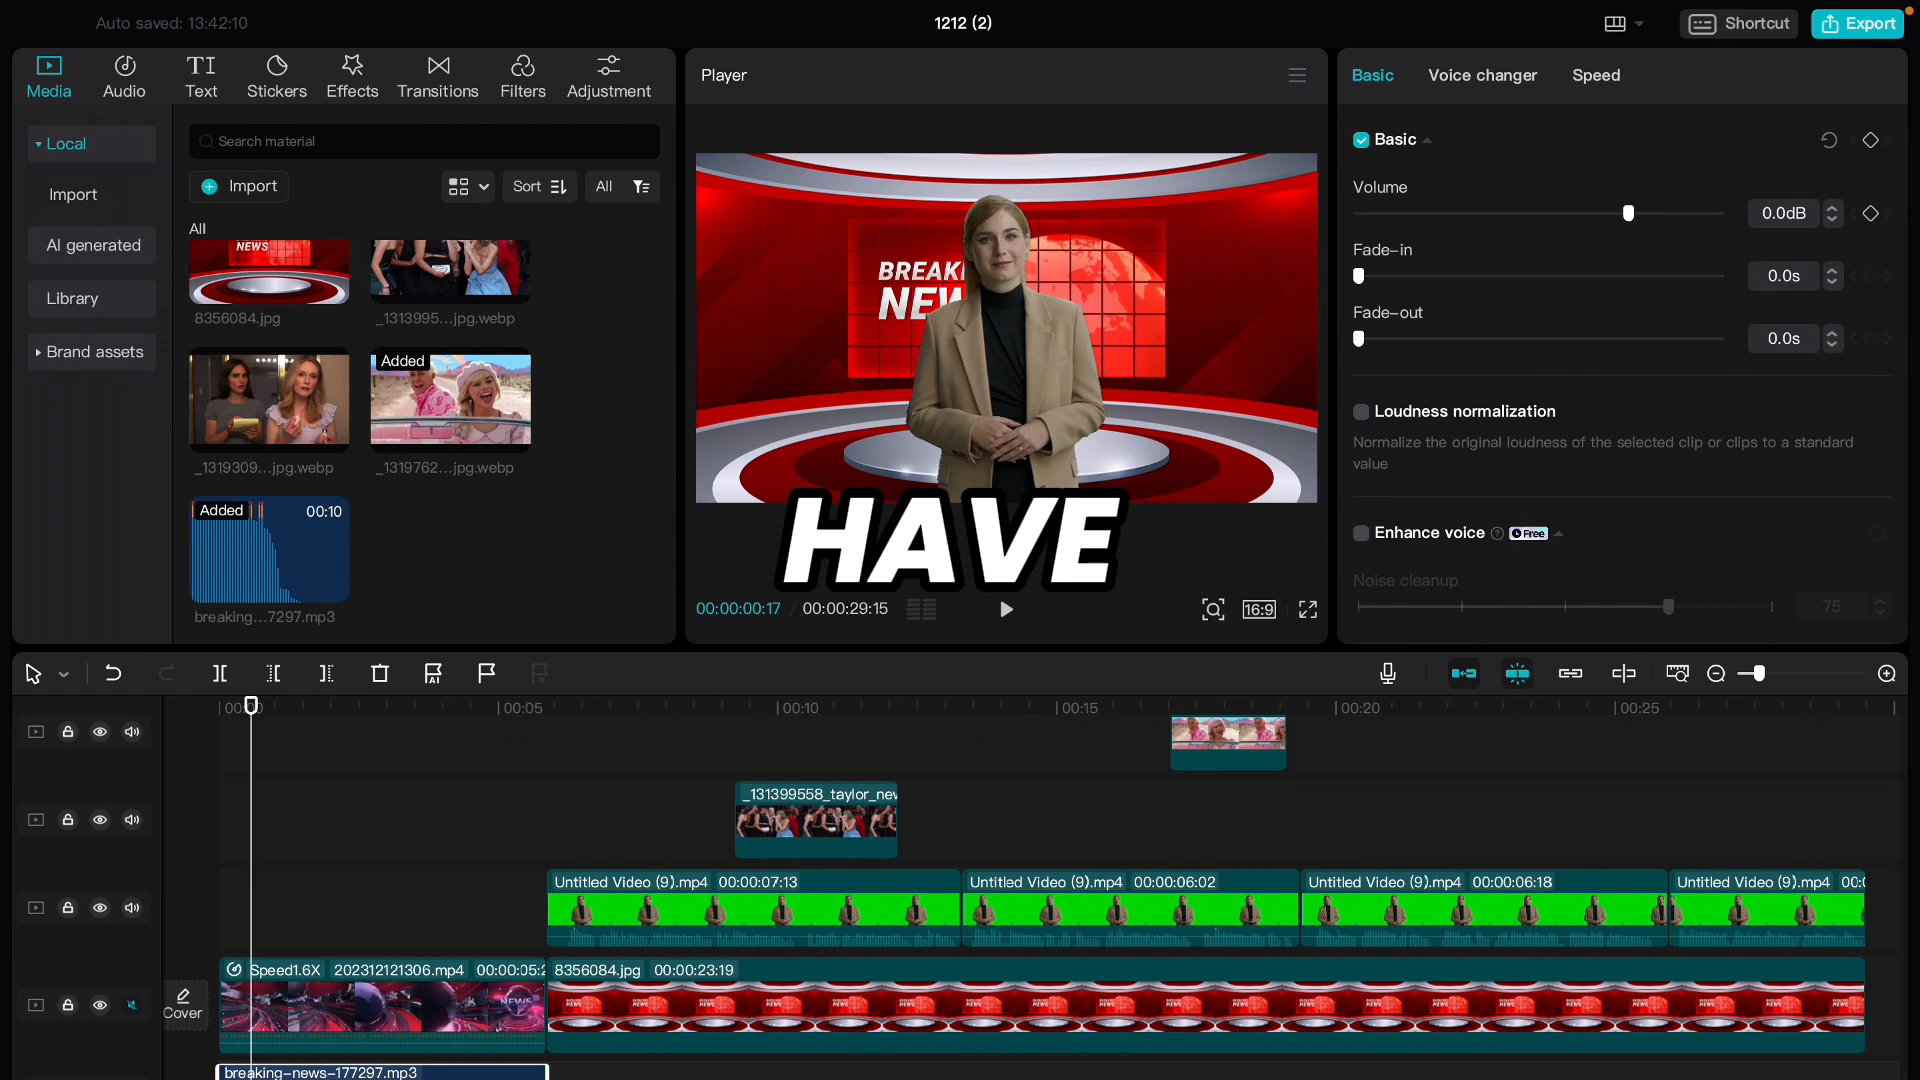 Auto saved: 13:42:10
1212 (2)
Shortcut
Export
Media
Audio
Text
Stickers
Effects
Transitions
Filters
Adjustment
Local
Import
AI generated
Library
Brand assets
Search material
Import
Sort
All
All
NEWS
8356084.jpg
_1313995...jpg.webp
Added
_1319309...jpg.webp
_1319762...jpg.webp
Added
00:10
breaking...7297.mp3
Player
BREAKI
NEW
HAVE
00:00:00:17 / 00:00:29:15
16:9
Basic
Voice changer
Speed
Basic
Volume
0.0dB
Fade-in
0.0s
Fade-out
0.0s
Loudness normalization
Normalize the original loudness of the selected clip or clips to a standard
value
Enhance voice
Free
Noise cleanup
75
AI
00:05
00:10
00:15
00:20
00:25
_131399558_taylor_nev
Untitled Video (9).mp4 00:00:07:13
Untitled Video (9).mp4 00:00:06:02
Untitled Video (9).mp4 00:00:06:18
Untitled Video (9).mp4
Cover
Speed1.6X 202312121306.mp4
8356084.jpg 00:00:23:19
NEWS
breaking-news-177297.mp3